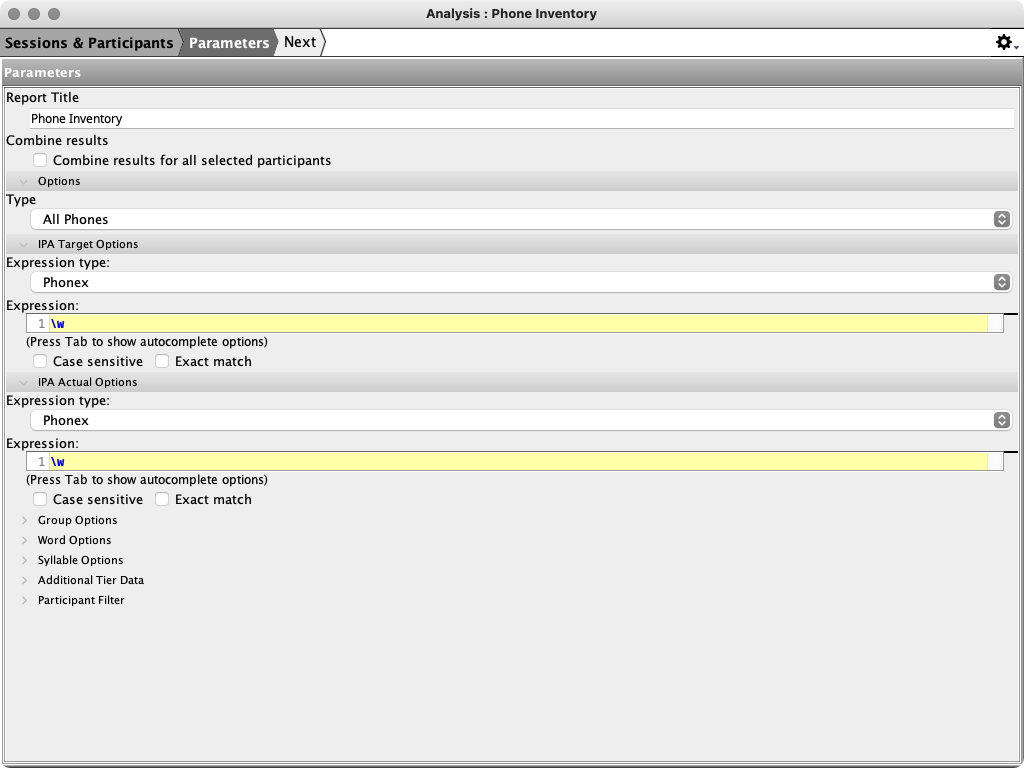 Analysis : Phone Inventory
Sessions & Participants Parameters Next
Parameters
Report Title
Phone Inventory
Combine results
Combine results for all selected participants
Options
Type
All Phones
IPA Target Options
Expression type:
Phonex
Expression:
1 \w
(Press Tab to show autocomplete options)
Case sensitive Exact match
IPA Actual Options
Expression type:
Phonex
Expression:
1 \w
(Press Tab to show autocomplete options)
Case sensitive Exact match
Group Options
Word Options
Syllable Options
Additional Tier Data
Participant Filter